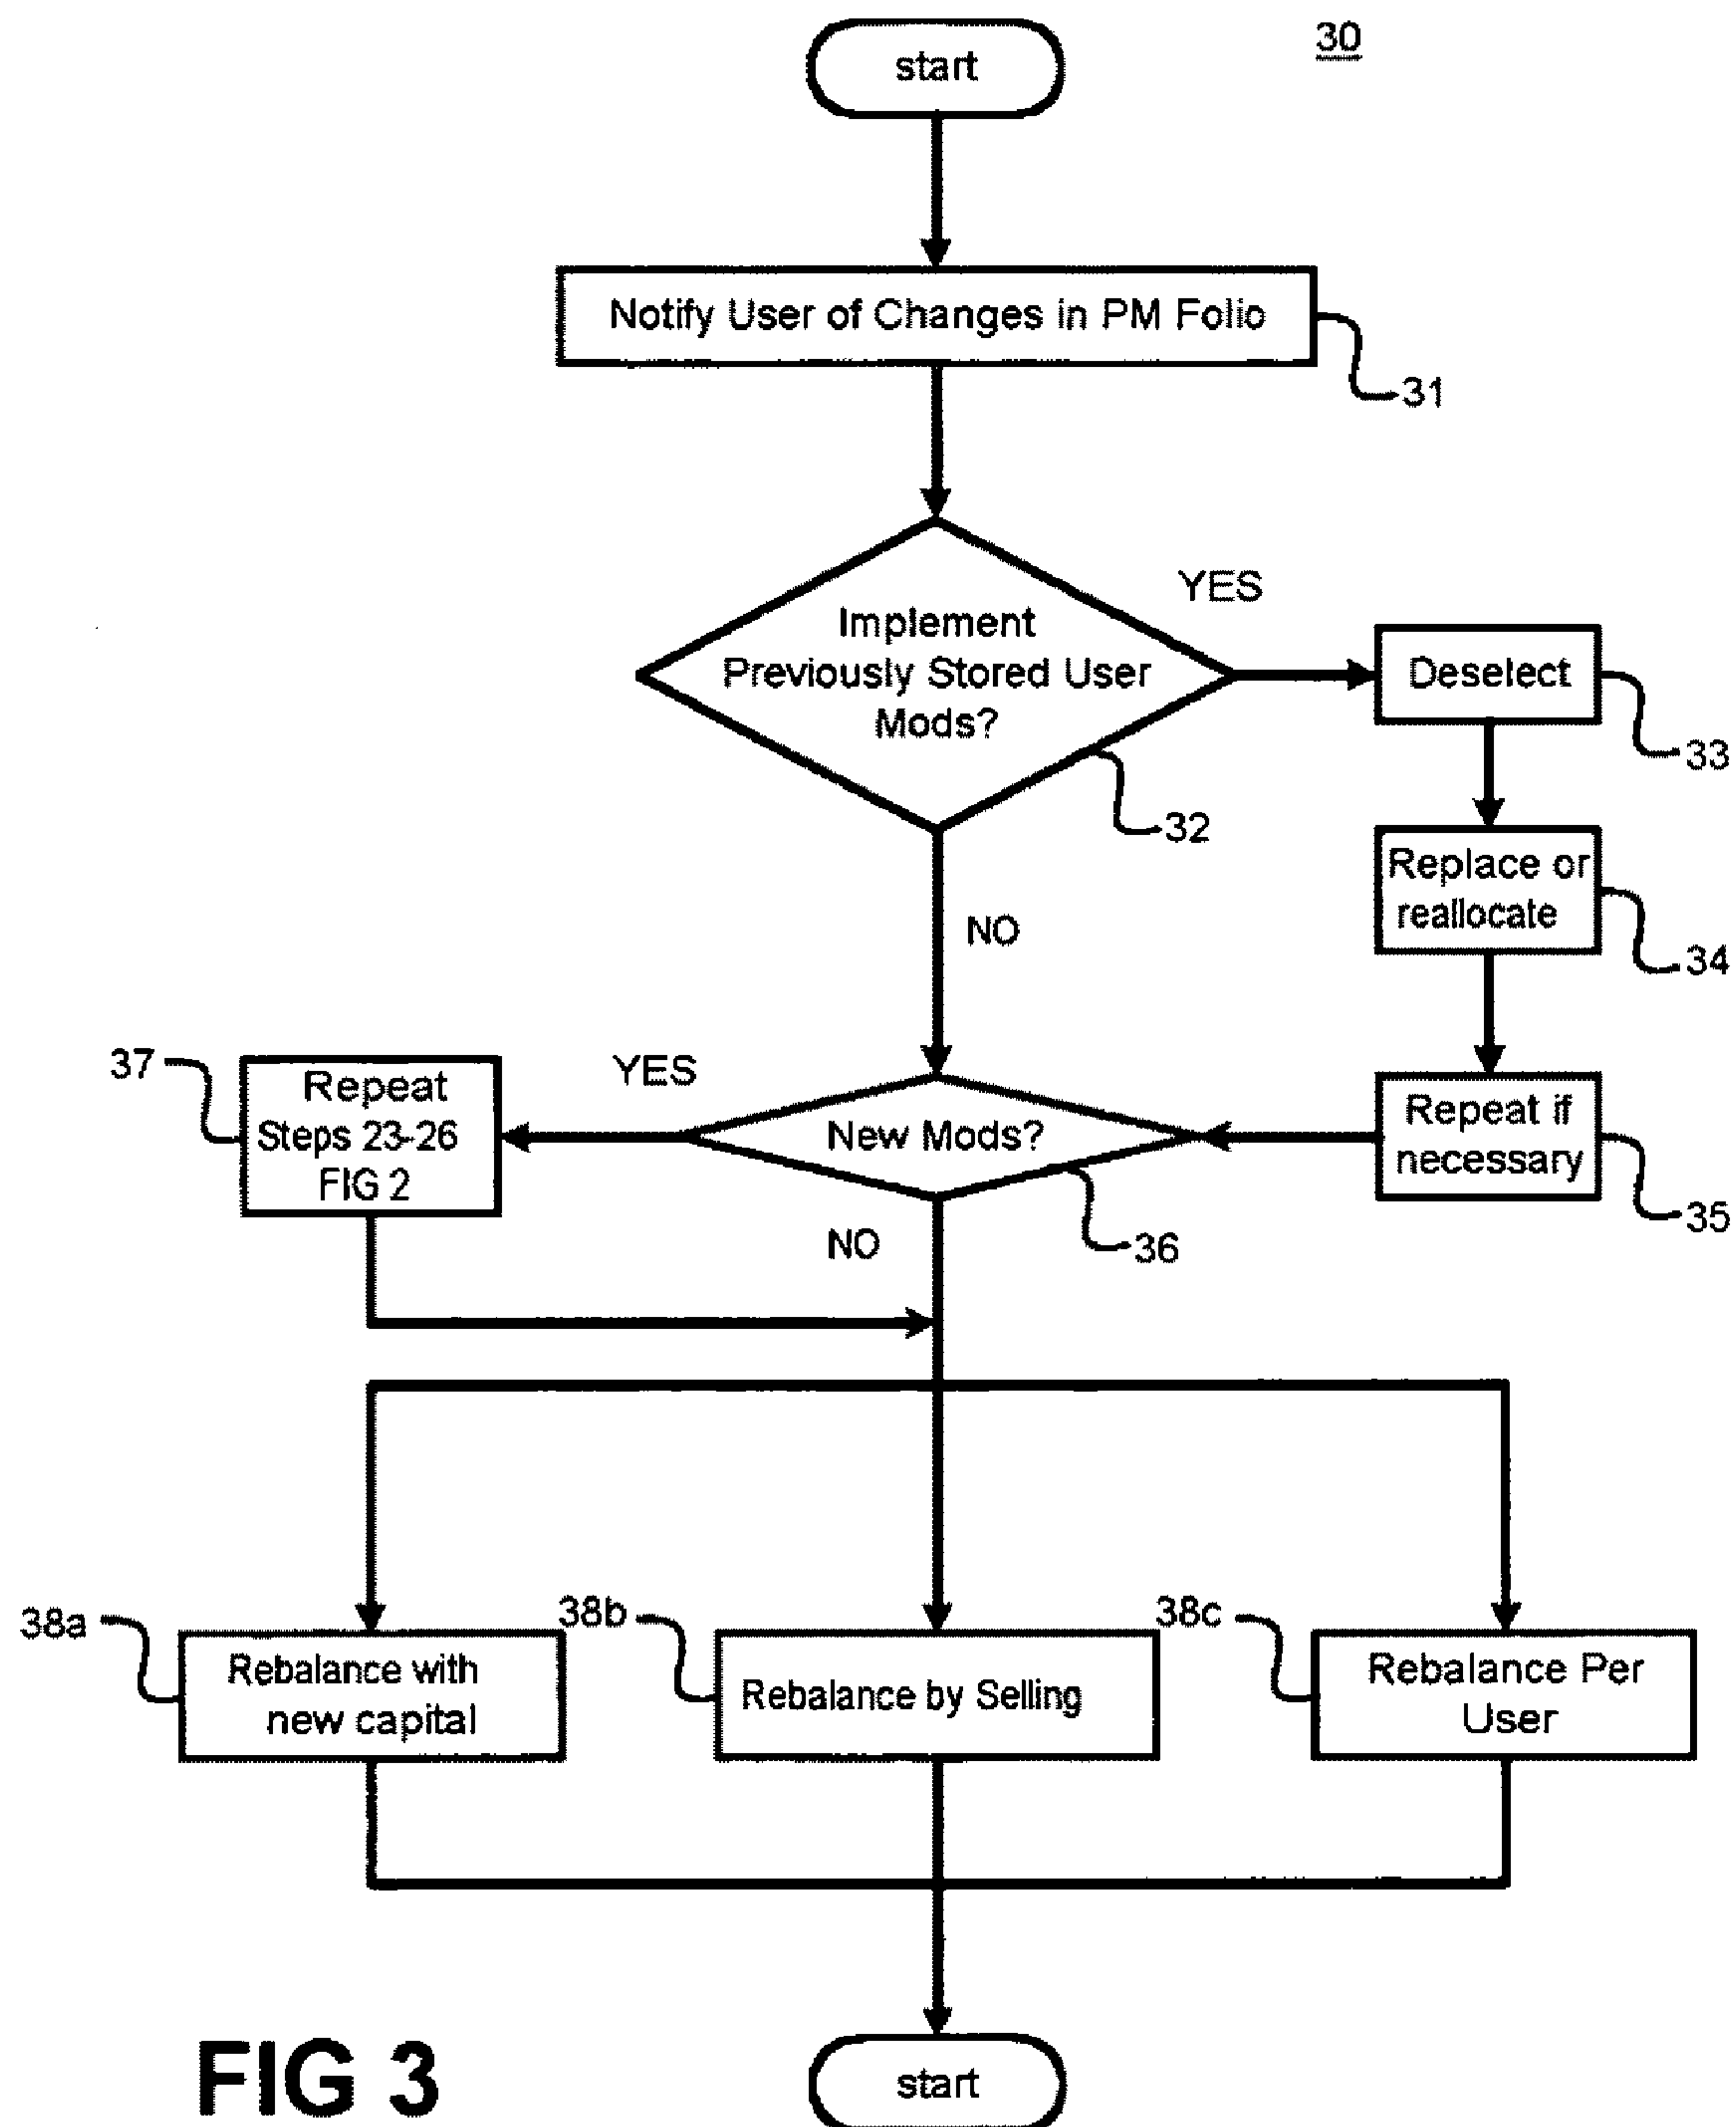 30
start
Notify User of Changes in PM Folio
31
YES
Implement
Previously Stored User
Mods?
32
Deselect
33
Replace or
reallocate
34
NO
Repeat if
necessary
35
New Mods?
36
YES
37
Repeat
Steps 23-26
FIG 2
NO
38a
Rebalance with
new capital
38b
Rebalance by Selling
38c
Rebalance Per
User
start
FIG 3